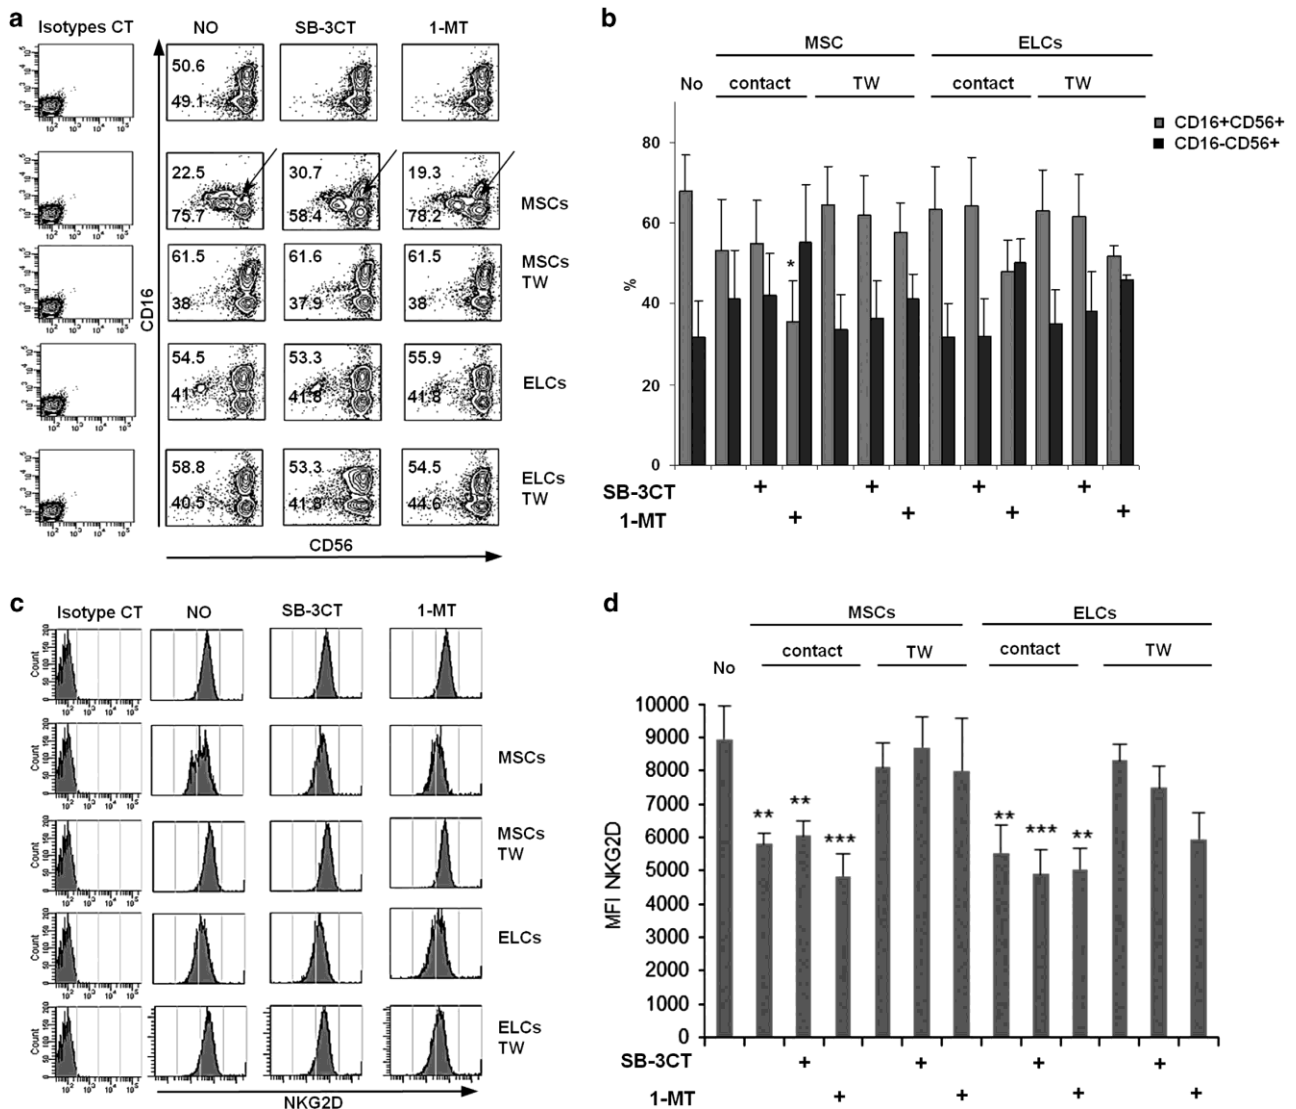 a
Isotypes CT NO SB-3CT 1-MT
50.6
49.1
22.5 30.7 19.3
75.7 58.4 78.2
MSCs
61.5 61.6 61.5
38 37.9 38
MSCs
TW
54.5 53.3 55.9
41 41.8 41.8
ELCs
58.8 53.3 54.5
40.5 41.8 44.6
ELCs
TW
CD16
CD56
b
MSC ELCs
No contact TW contact TW
CD16+CD56+
CD16-CD56+
%
80
60
40
20
0
*
SB-3CT + + + +
1-MT + + + +
c
Isotype CT NO SB-3CT 1-MT
Count
MSCs
Count
MSCs
TW
Count
ELCs
Count
ELCs
TW
Count
NKG2D
d
MSCs ELCs
No contact TW contact TW
MFI NKG2D
10000
9000
8000
7000
6000
5000
4000
3000
2000
1000
0
** ** *** ** *** **
SB-3CT + + + +
1-MT + + + +